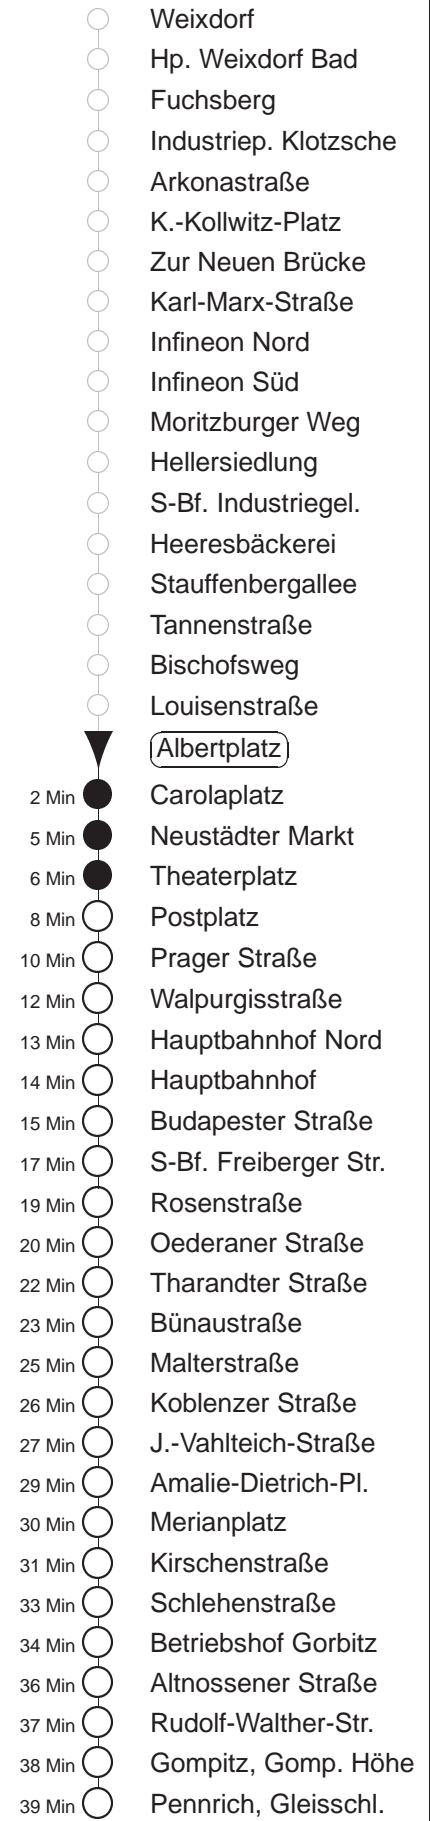 Weixdorf
Hp. Weixdorf Bad
Fuchsberg
Industriep. Klotzsche
Arkonastraße
K.-Kollwitz-Platz
Zur Neuen Brücke
Karl-Marx-Straße
Infineon Nord
Infineon Süd
Moritzburger Weg
Hellersiedlung
S-Bf. Industriegel.
Heeresbäckerei
Stauffenbergallee
Tannenstraße
Bischofsweg
Louisenstraße
Albertplatz
2 Min Carolaplatz
5 Min Neustädter Markt
6 Min Theaterplatz
8 Min Postplatz
10 Min Prager Straße
12 Min Walpurgisstraße
13 Min Hauptbahnhof Nord
14 Min Hauptbahnhof
15 Min Budapester Straße
17 Min S-Bf. Freiberger Str.
19 Min Rosenstraße
20 Min Oederaner Straße
22 Min Tharandter Straße
23 Min Bünaustraße
25 Min Malterstraße
26 Min Koblenzer Straße
27 Min J.-Vahlteich-Straße
29 Min Amalie-Dietrich-Pl.
30 Min Merianplatz
31 Min Kirschenstraße
33 Min Schlehenstraße
34 Min Betriebshof Gorbitz
36 Min Altnossener Straße
37 Min Rudolf-Walther-Str.
38 Min Gompitz, Gomp. Höhe
39 Min Pennrich, Gleisschl.